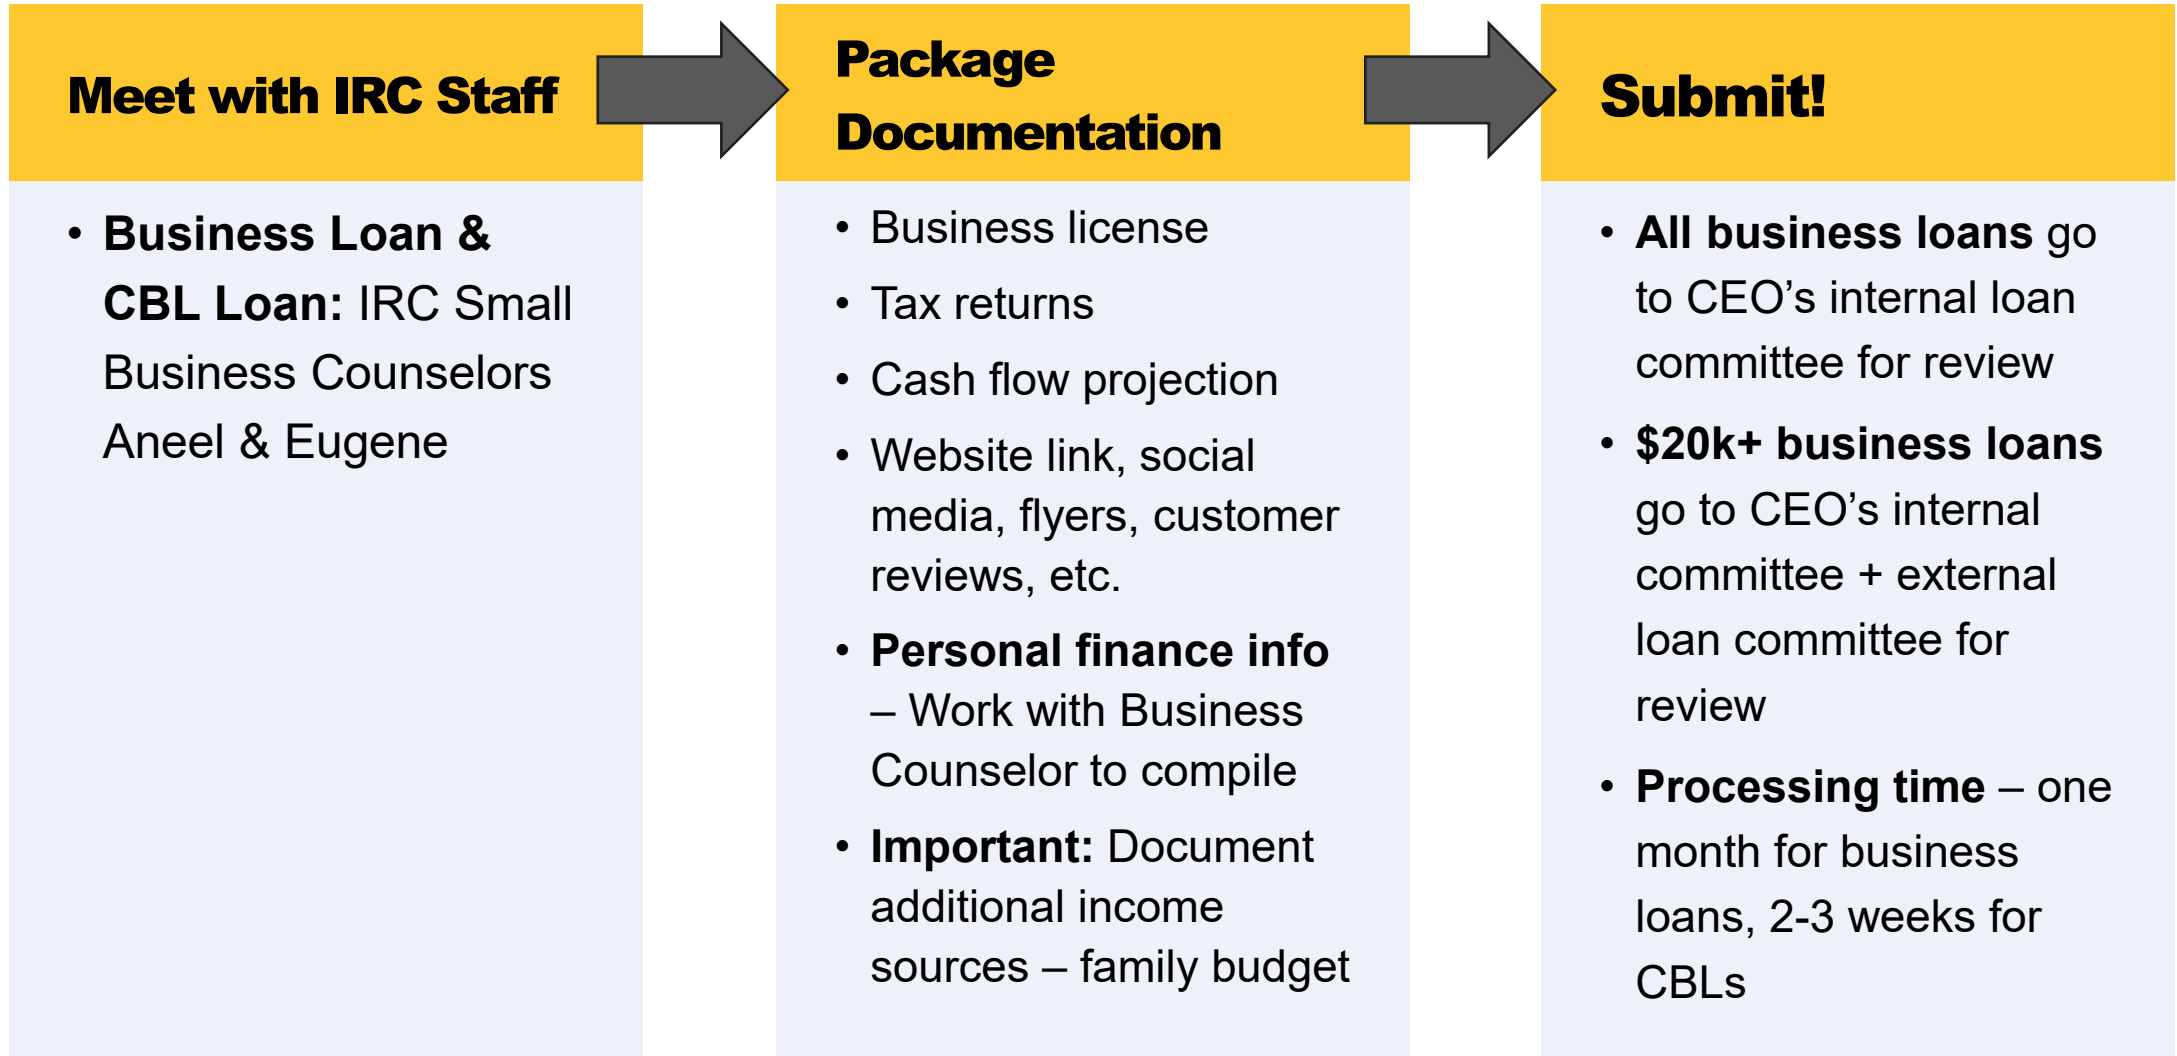 Meet with IRC Staff
• Business Loan &
CBL Loan: IRC Small
Business Counselors
Aneel & Eugene
Package
Documentation
• Business license
• Tax returns
• Cash flow projection
• Website link, social
media, flyers, customer
reviews, etc.
• Personal finance info
– Work with Business
Counselor to compile
• Important: Document
additional income
sources – family budget
Submit!
• All business loans go
to CEO’s internal loan
committee for review
• $20k+ business loans
go to CEO’s internal
committee + external
loan committee for
review
• Processing time – one
month for business
loans, 2-3 weeks for
CBLs